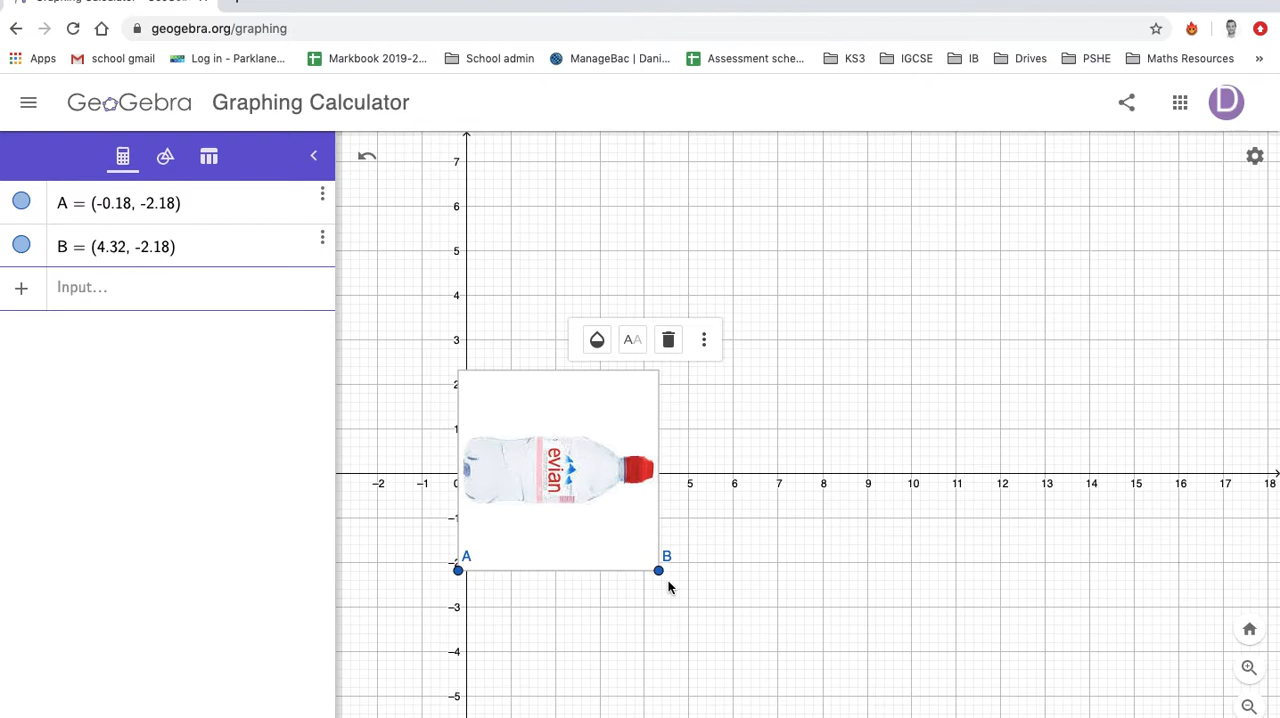 geogebra.org/graphing
Apps school gmail Log in - Parklane... Markbook 2019-2... School admin ManageBac | Dani... Assessment sche... KS3 IGCSE IB Drives PSHE Maths Resources »
GeoGebra Graphing Calculator D
A = (-0.18, -2.18)
B = (4.32, -2.18)
Input...
AA
evian
A B
7
6
5
4
3
2
1
-2 -1 0 5 6 7 8 9 10 11 12 13 14 15 16 17 18
-1
-2
-3
-4
-5